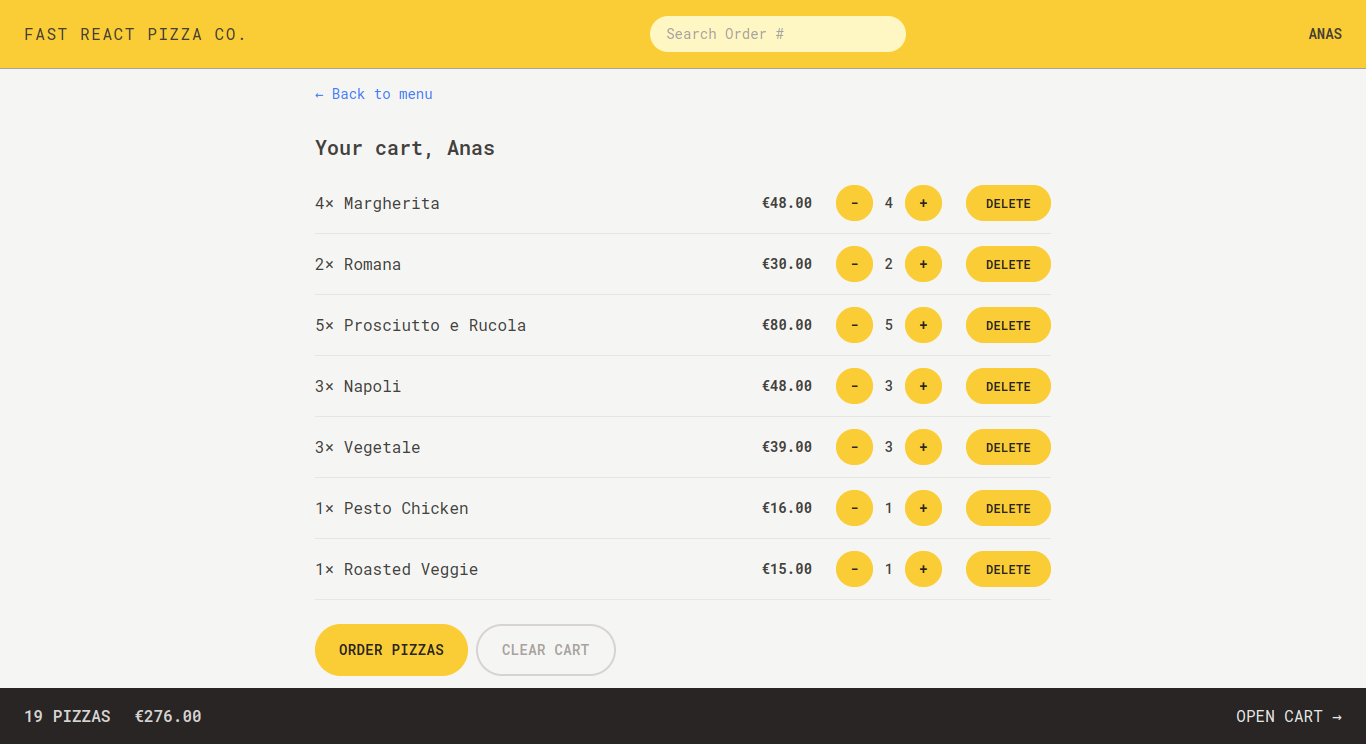 FAST REACT PIZZA CO. Search Order # ANAS
← Back to menu
Your cart, Anas
4× Margherita €48.00 - 4 + DELETE
2× Romana €30.00 - 2 + DELETE
5× Prosciutto e Rucola €80.00 - 5 + DELETE
3× Napoli €48.00 - 3 + DELETE
3× Vegetale €39.00 - 3 + DELETE
1× Pesto Chicken €16.00 - 1 + DELETE
1× Roasted Veggie €15.00 - 1 + DELETE
ORDER PIZZAS CLEAR CART
19 PIZZAS €276.00 OPEN CART →